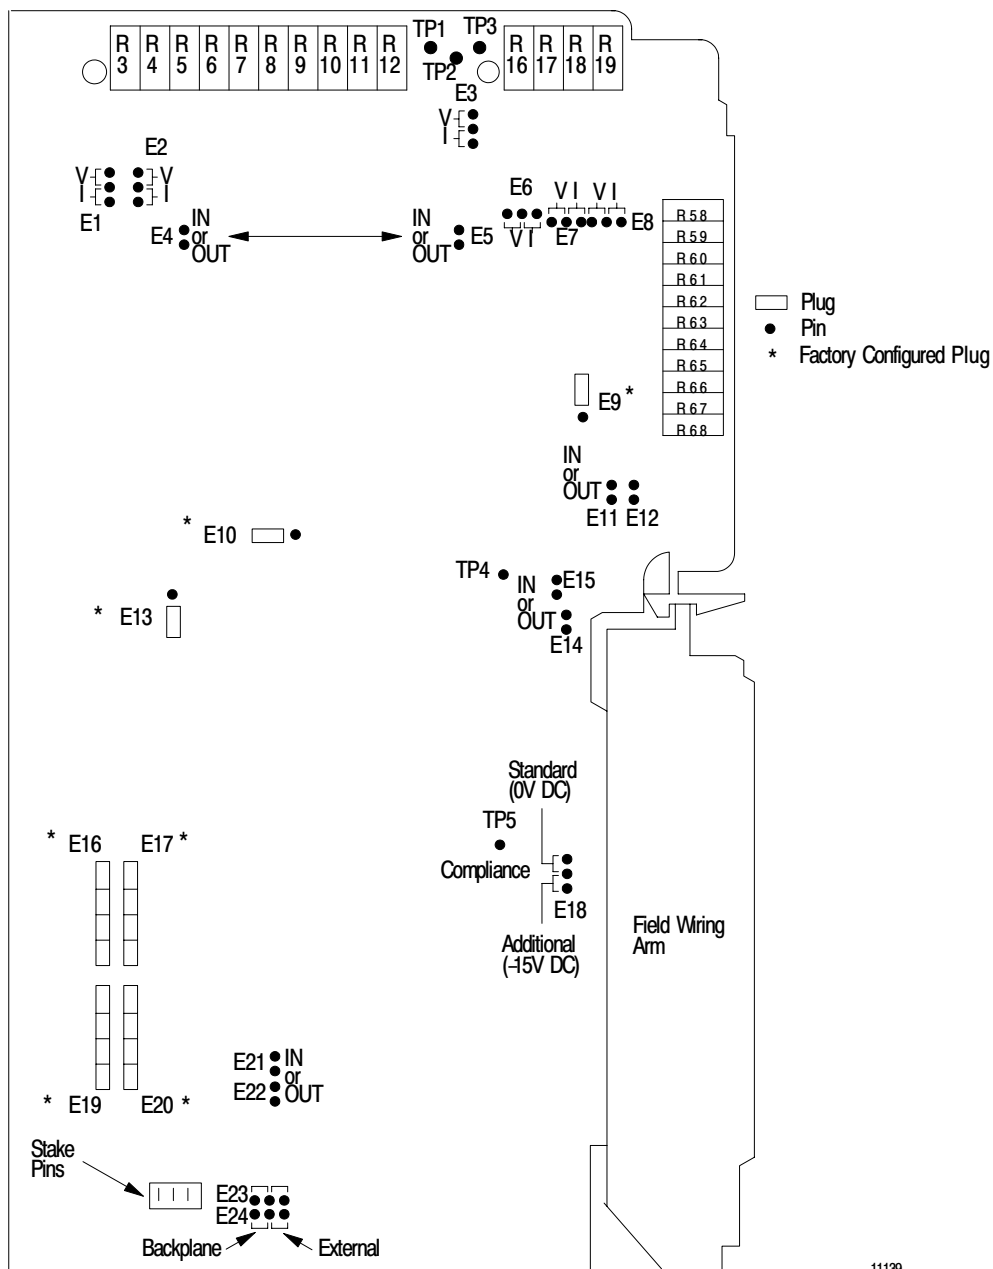 TP1 TP3
R 3 R 4 R 5 R 6 R 7 R 8 R 9 R 10 R 11 R 12
TP2
R 16 R 17 R 18 R 19
E3
V
I
E2
V V
I I
E1
E4
IN
or
OUT
IN
or
OUT
E5
E6
V I
V I V I
E7
E8
R58
R59
R60
R61
R62
R63
R64
R65
R66
R67
R68
Plug
Pin
* Factory Configured Plug
E9 *
IN
or
OUT
E11 E12
* E10
TP4
IN
or
OUT
E15
E14
* E13
Standard
(0V DC)
TP5
Compliance
E18
Additional
(–15V DC)
Field Wiring
Arm
* E16 E17 *
E21
E22
IN
or
OUT
* E19 E20 *
Stake
Pins
E23
E24
Backplane External
11139